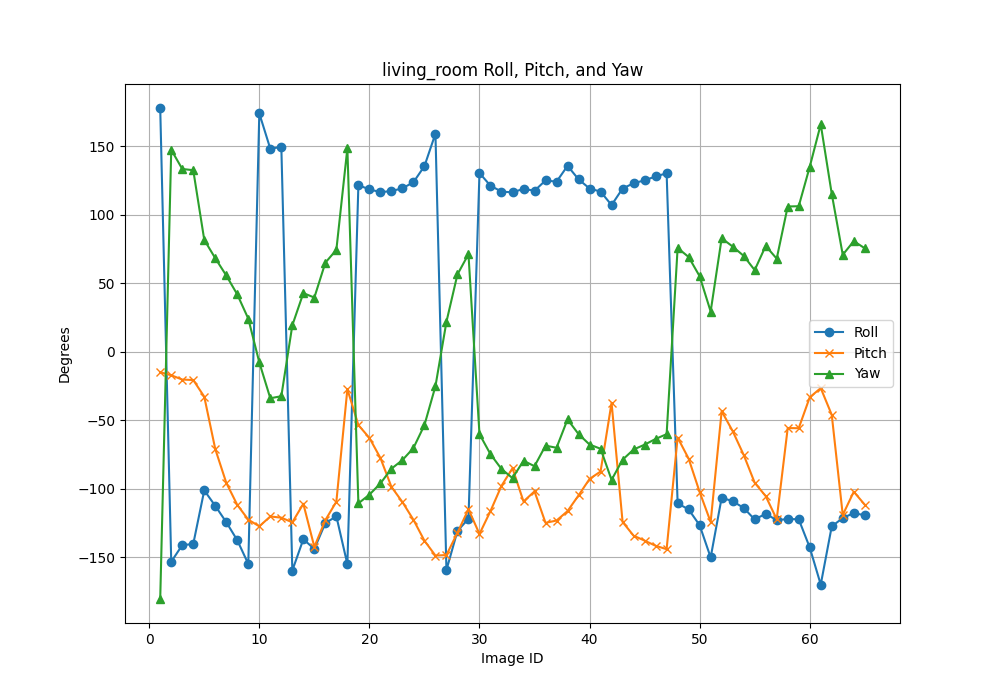 living_room Roll, Pitch, and Yaw
150
100
50
0
−50
−100
−150
Degrees
Roll
Pitch
Yaw
0 10 20 30 40 50 60
Image ID